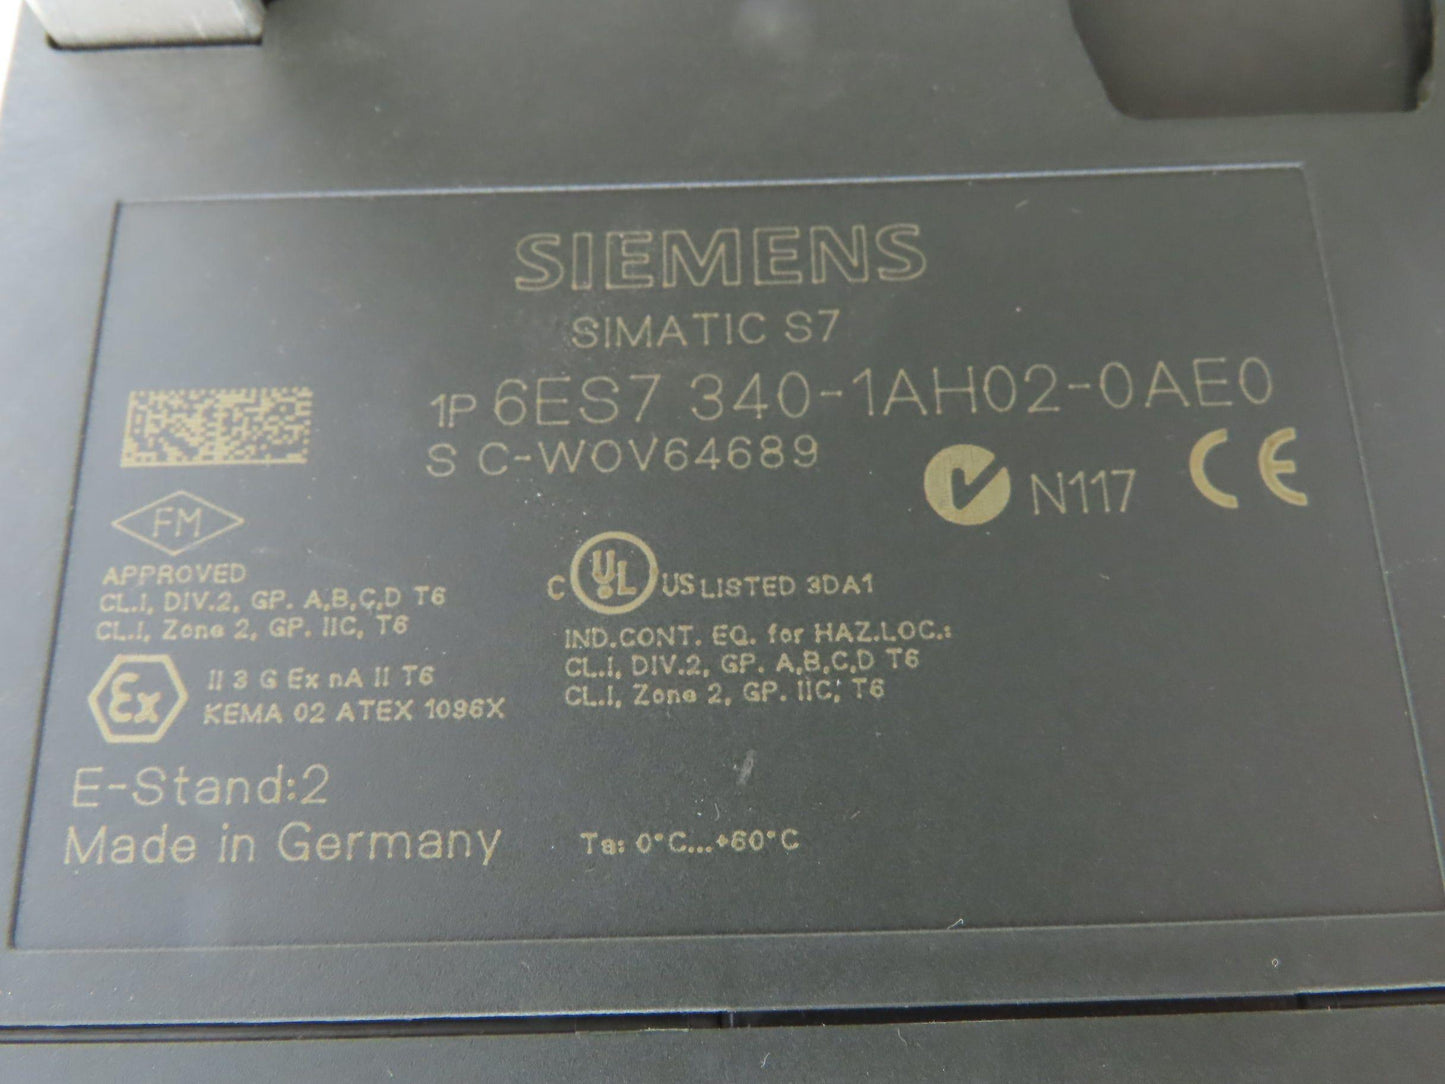 SIEMENS
SIMATIC S7
1P 6ES7 340-1AH02-0AE0
S C-WOV64689
N117 CE
FM
APPROVED
CL.I, DIV.2, GP. A,B,C,D T6
CL.I, Zone 2, GP. IIC, T6
Ex II 3 G Ex nA II T6
KEMA 02 ATEX 1096X
C UL US LISTED 3DA1
IND.CONT. EQ. for HAZ.LOC.:
CL.I, DIV.2, GP. A,B,C,D T6
CL.I, Zone 2, GP. IIC, T6
E-Stand:2
Made in Germany
Ta: 0°C...+60°C